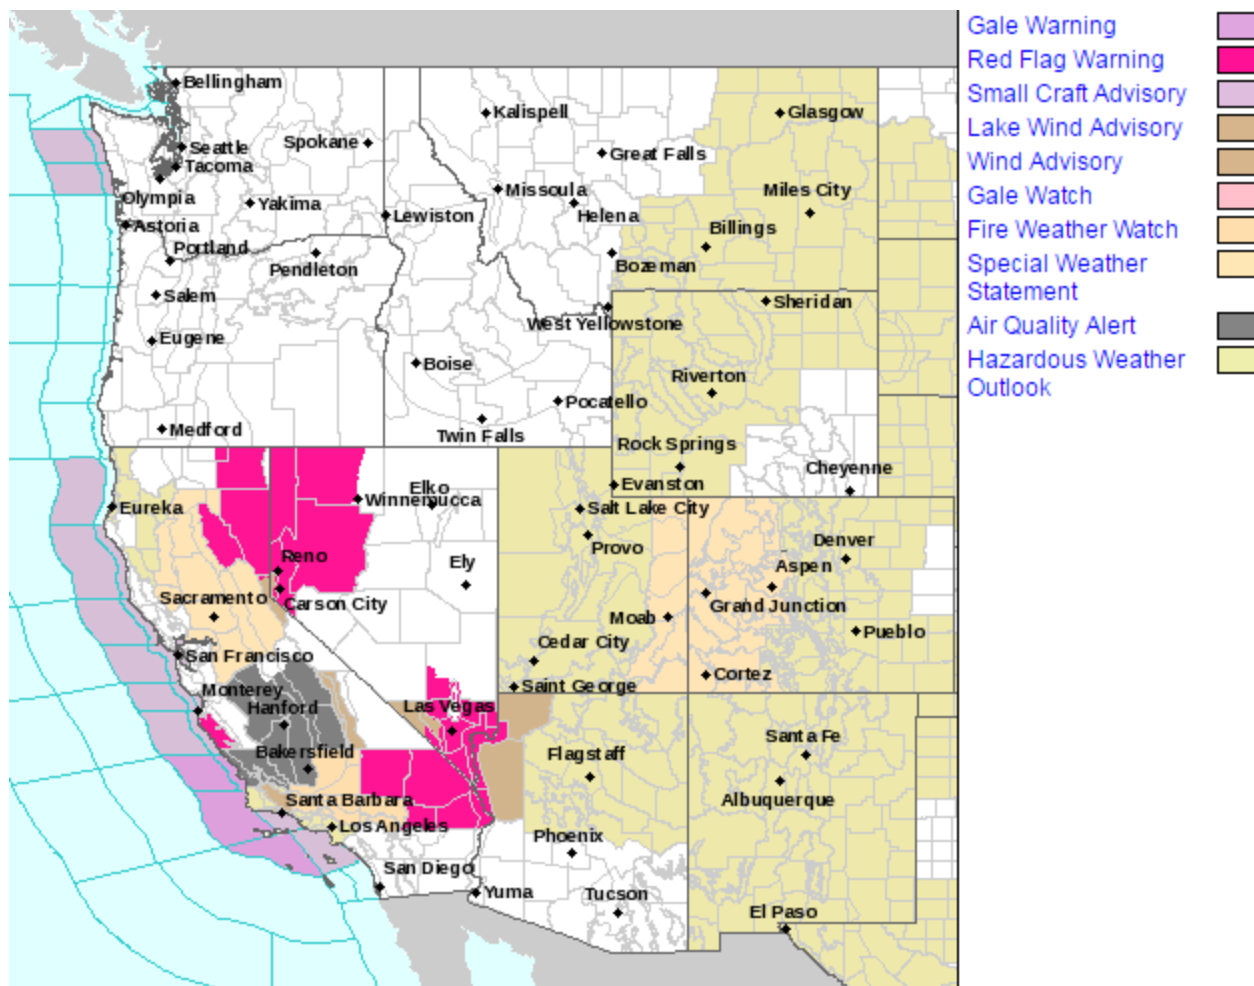 Gale Warning
Red Flag Warning
Small Craft Advisory
Lake Wind Advisory
Wind Advisory
Gale Watch
Fire Weather Watch
Special Weather
Statement
Air Quality Alert
Hazardous Weather
Outlook
Bellingham
Kalispell
Glasgow
Seattle
Spokane
Great Falls
Tacoma
Olympia
Yakima
Lewiston
Missoula
Helena
Miles City
Astoria
Portland
Pendleton
Billings
Bozeman
Salem
Sheridan
West Yellowstone
Eugene
Boise
Riverton
Pocatello
Medford
Twin Falls
Rock Springs
Cheyenne
Evanston
Elko
Winnemucca
Eureka
Salt Lake City
Provo
Denver
Reno
Ely
Aspen
Sacramento
Carson City
Grand Junction
Moab
Pueblo
San Francisco
Cedar City
Cortez
Saint George
Monterey
Hanford
Las Vegas
Bakersfield
Flagstaff
Santa Fe
Albuquerque
Santa Barbara
Los Angeles
Phoenix
San Diego
Yuma
Tucson
El Paso